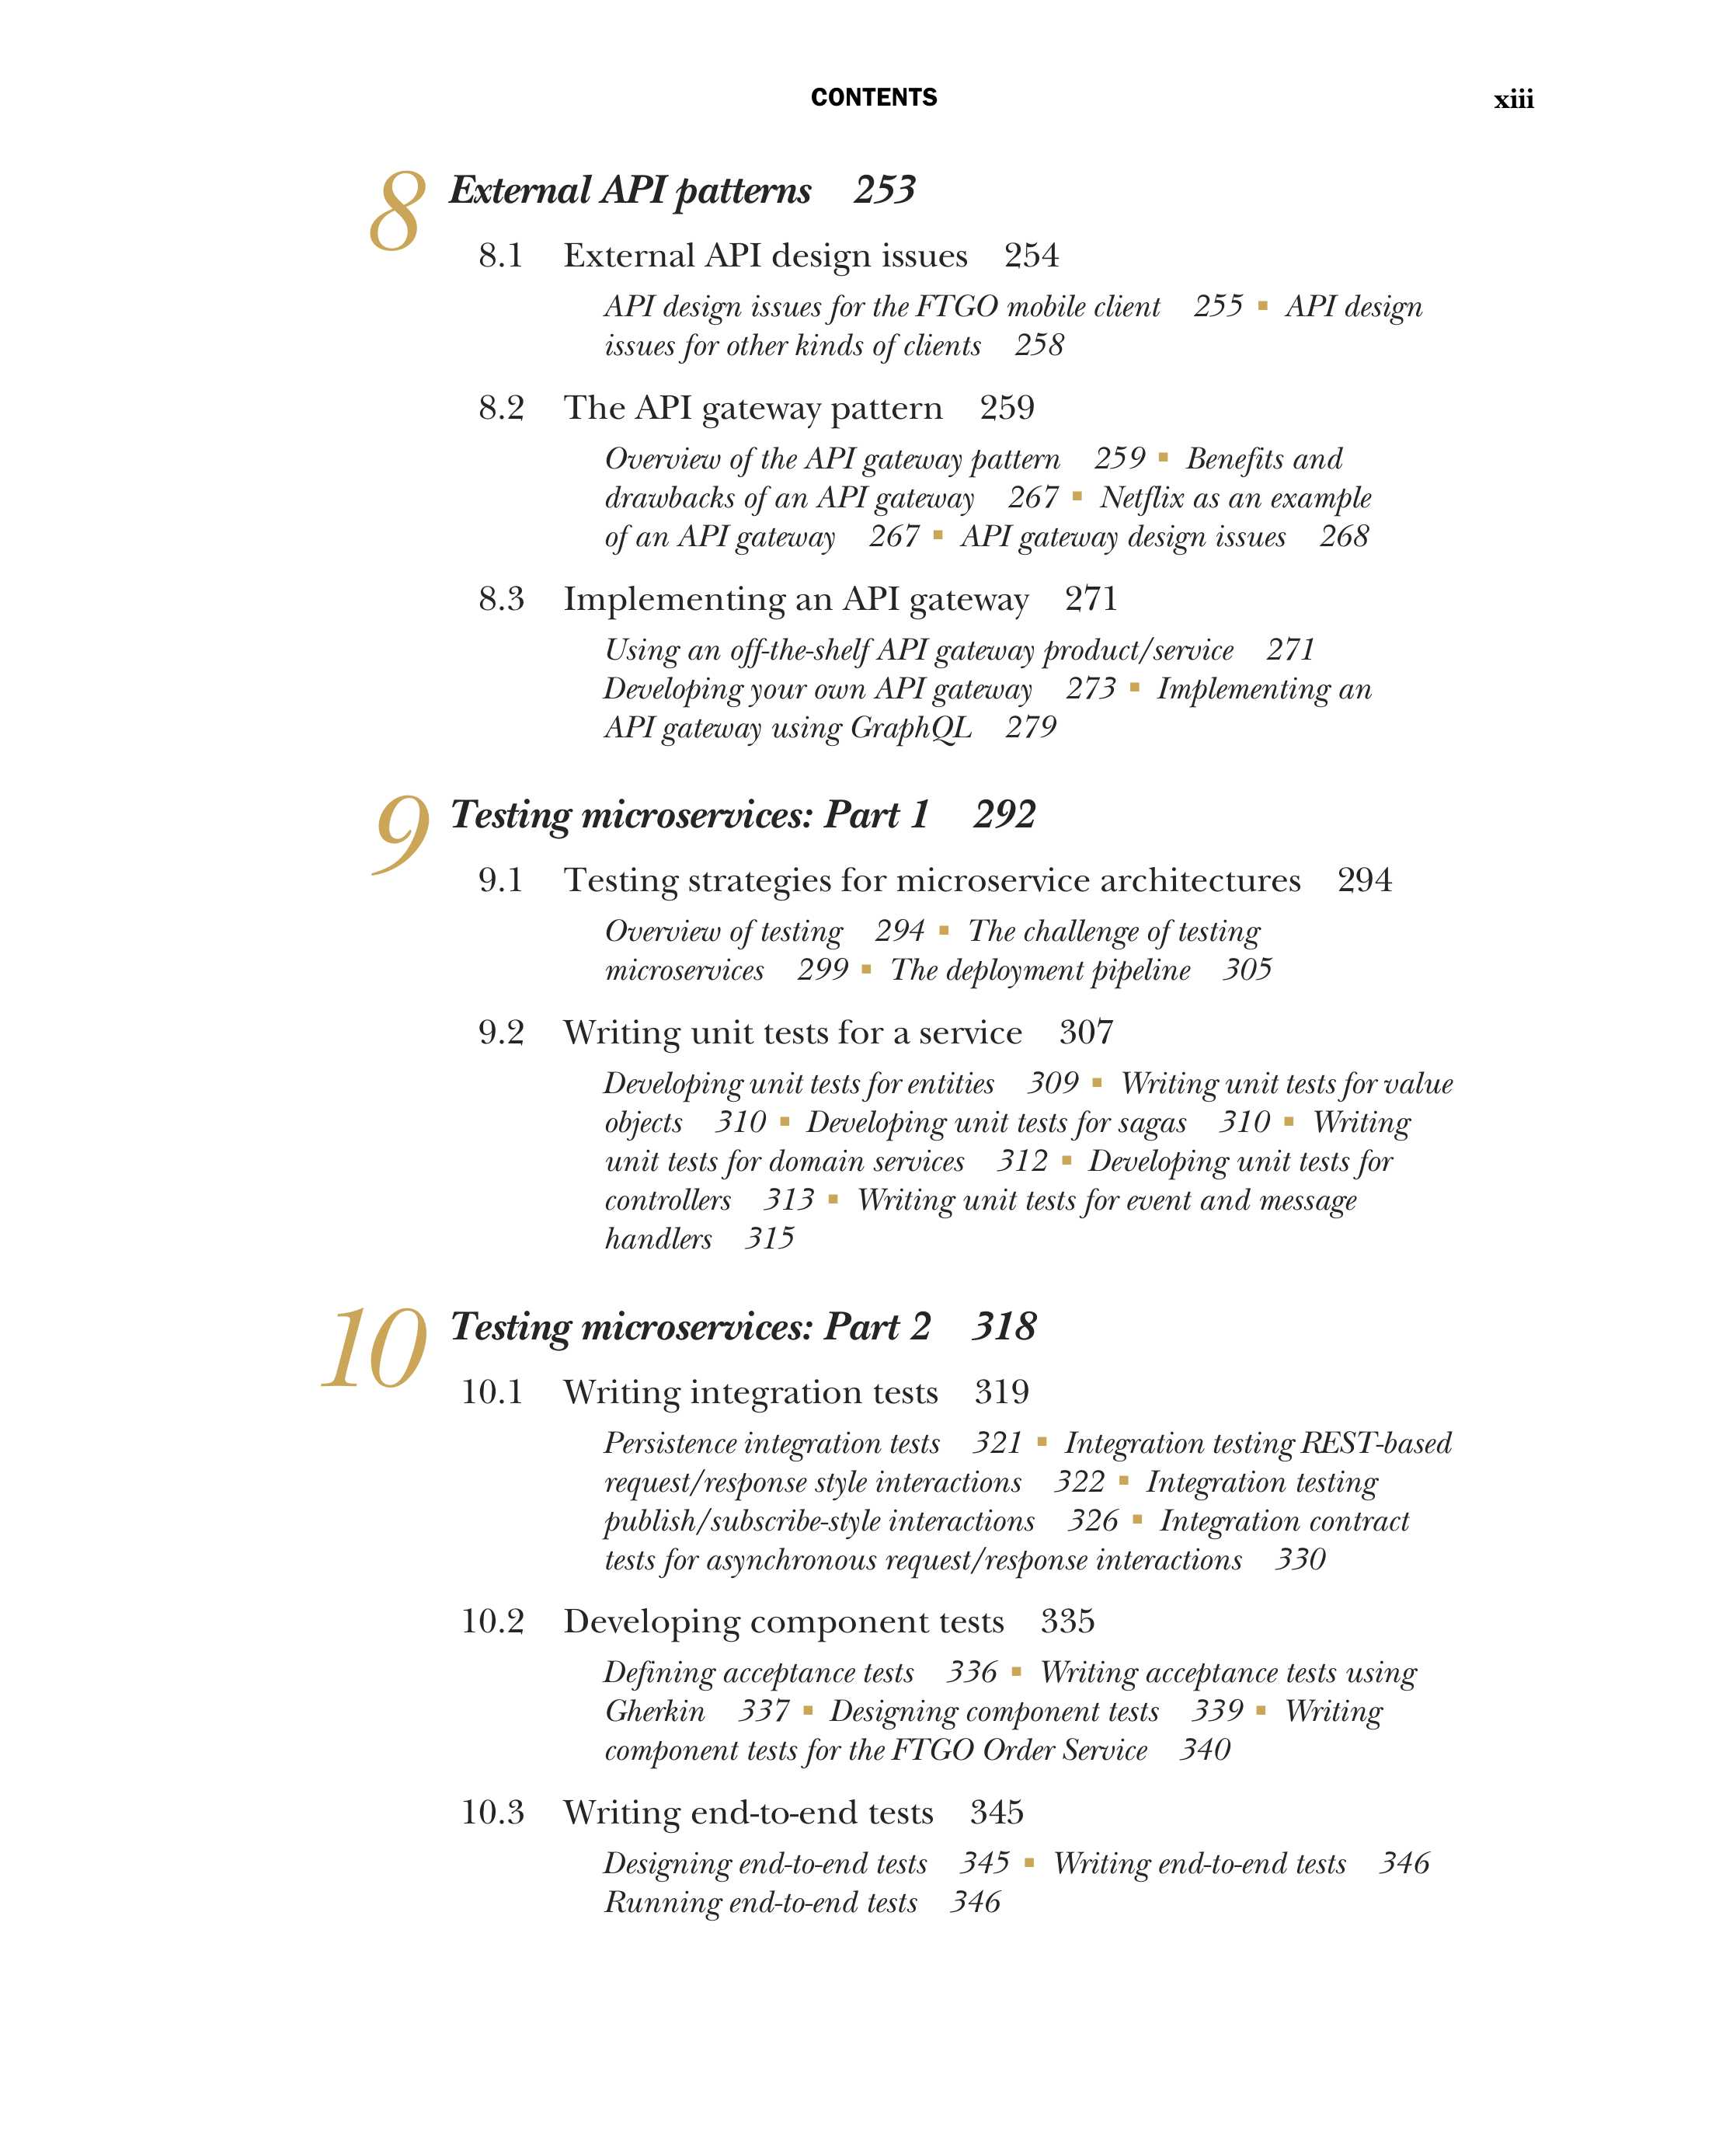 CONTENTS xiii
8 External API patterns 253
8.1 External API design issues 254
API design issues for the FTGO mobile client 255 ■ API design
issues for other kinds of clients 258
8.2 The API gateway pattern 259
Overview of the API gateway pattern 259 ■ Benefits and
drawbacks of an API gateway 267 ■ Netflix as an example
of an API gateway 267 ■ API gateway design issues 268
8.3 Implementing an API gateway 271
Using an off-the-shelf API gateway product/service 271
Developing your own API gateway 273 ■ Implementing an
API gateway using GraphQL 279
9 Testing microservices: Part 1 292
9.1 Testing strategies for microservice architectures 294
Overview of testing 294 ■ The challenge of testing
microservices 299 ■ The deployment pipeline 305
9.2 Writing unit tests for a service 307
Developing unit tests for entities 309 ■ Writing unit tests for value
objects 310 ■ Developing unit tests for sagas 310 ■ Writing
unit tests for domain services 312 ■ Developing unit tests for
controllers 313 ■ Writing unit tests for event and message
handlers 315
10 Testing microservices: Part 2 318
10.1 Writing integration tests 319
Persistence integration tests 321 ■ Integration testing REST-based
request/response style interactions 322 ■ Integration testing
publish/subscribe-style interactions 326 ■ Integration contract
tests for asynchronous request/response interactions 330
10.2 Developing component tests 335
Defining acceptance tests 336 ■ Writing acceptance tests using
Gherkin 337 ■ Designing component tests 339 ■ Writing
component tests for the FTGO Order Service 340
10.3 Writing end-to-end tests 345
Designing end-to-end tests 345 ■ Writing end-to-end tests 346
Running end-to-end tests 346